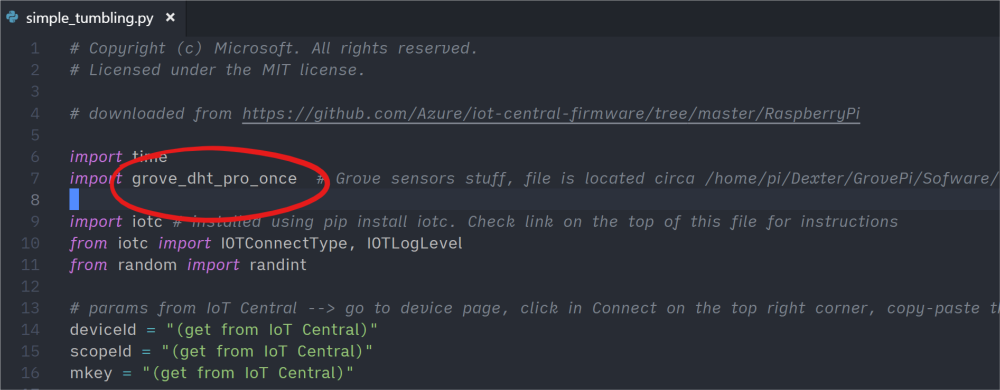 simple_tumbling.py ×
1 # Copyright (c) Microsoft. All rights reserved.
2 # Licensed under the MIT license.
3
4 # downloaded from https://github.com/Azure/iot-central-firmware/tree/master/RaspberryPi
5
6 import time
7 import grove_dht_pro_once # Grove sensors stuff, file is located circa /home/pi/Dexter/GrovePi/Sofware/
8
9 import iotc # installed using pip install iotc. Check link on the top of this file for instructions
10 from iotc import IOTConnectType, IOTLogLevel
11 from random import randint
12
13 # params from IoT Central --> go to device page, click in Connect on the top right corner, copy-paste
14 deviceId = "(get from IoT Central)"
15 scopeId = "(get from IoT Central)"
16 mkey = "(get from IoT Central)"